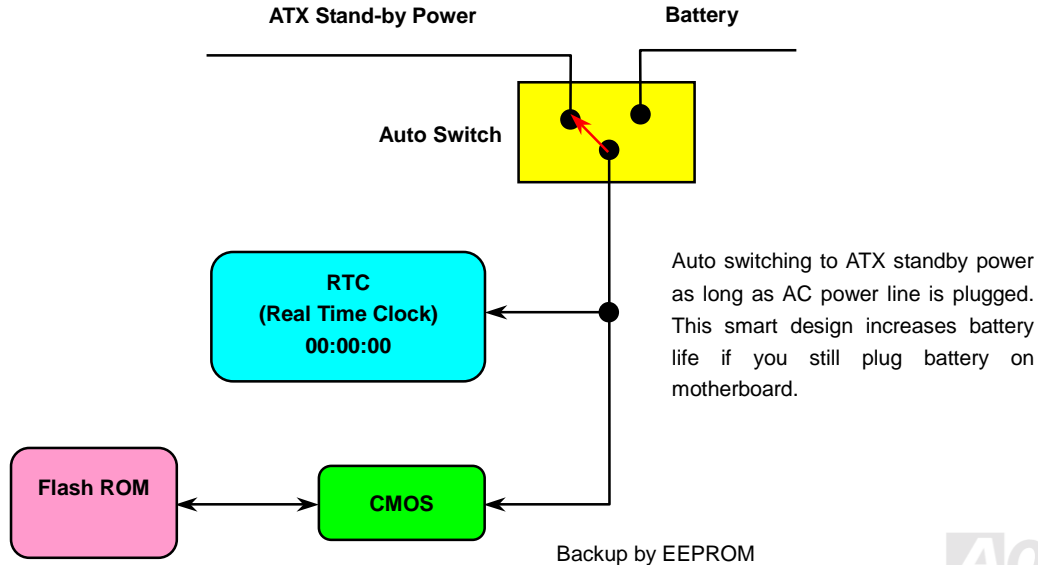 ATX Stand-by Power
Battery
Auto Switch
RTC
(Real Time Clock)
00:00:00
Auto switching to ATX standby power
as long as AC power line is plugged.
This smart design increases battery
life if you still plug battery on
motherboard.
Flash ROM
CMOS
Backup by EEPROM